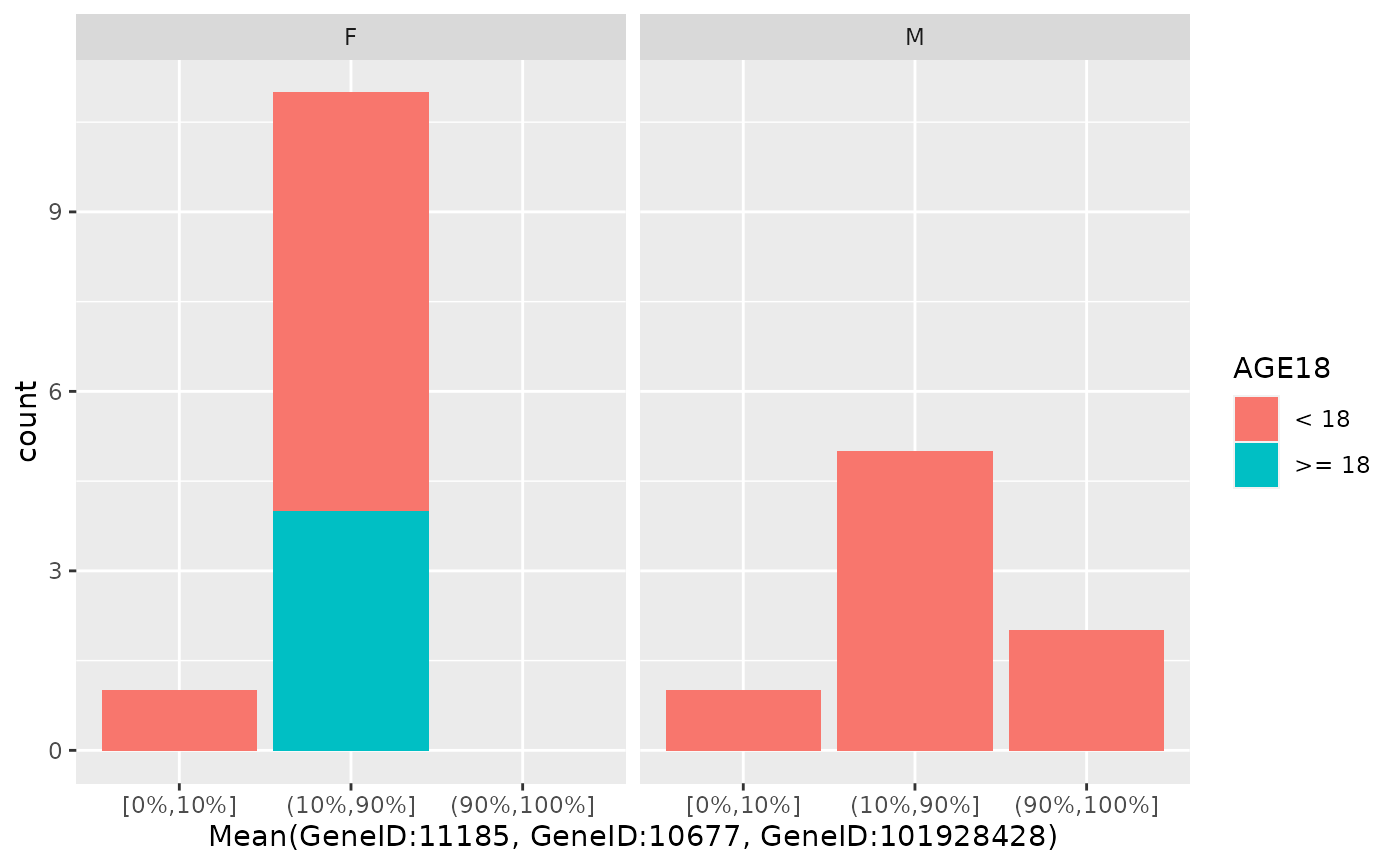 F
M
count
9
6
3
0
[0%,10%]
(10%,90%]
(90%,100%]
[0%,10%]
(10%,90%]
(90%,100%]
Mean(GeneID:11185, GeneID:10677, GeneID:101928428)
AGE18
< 18
>= 18